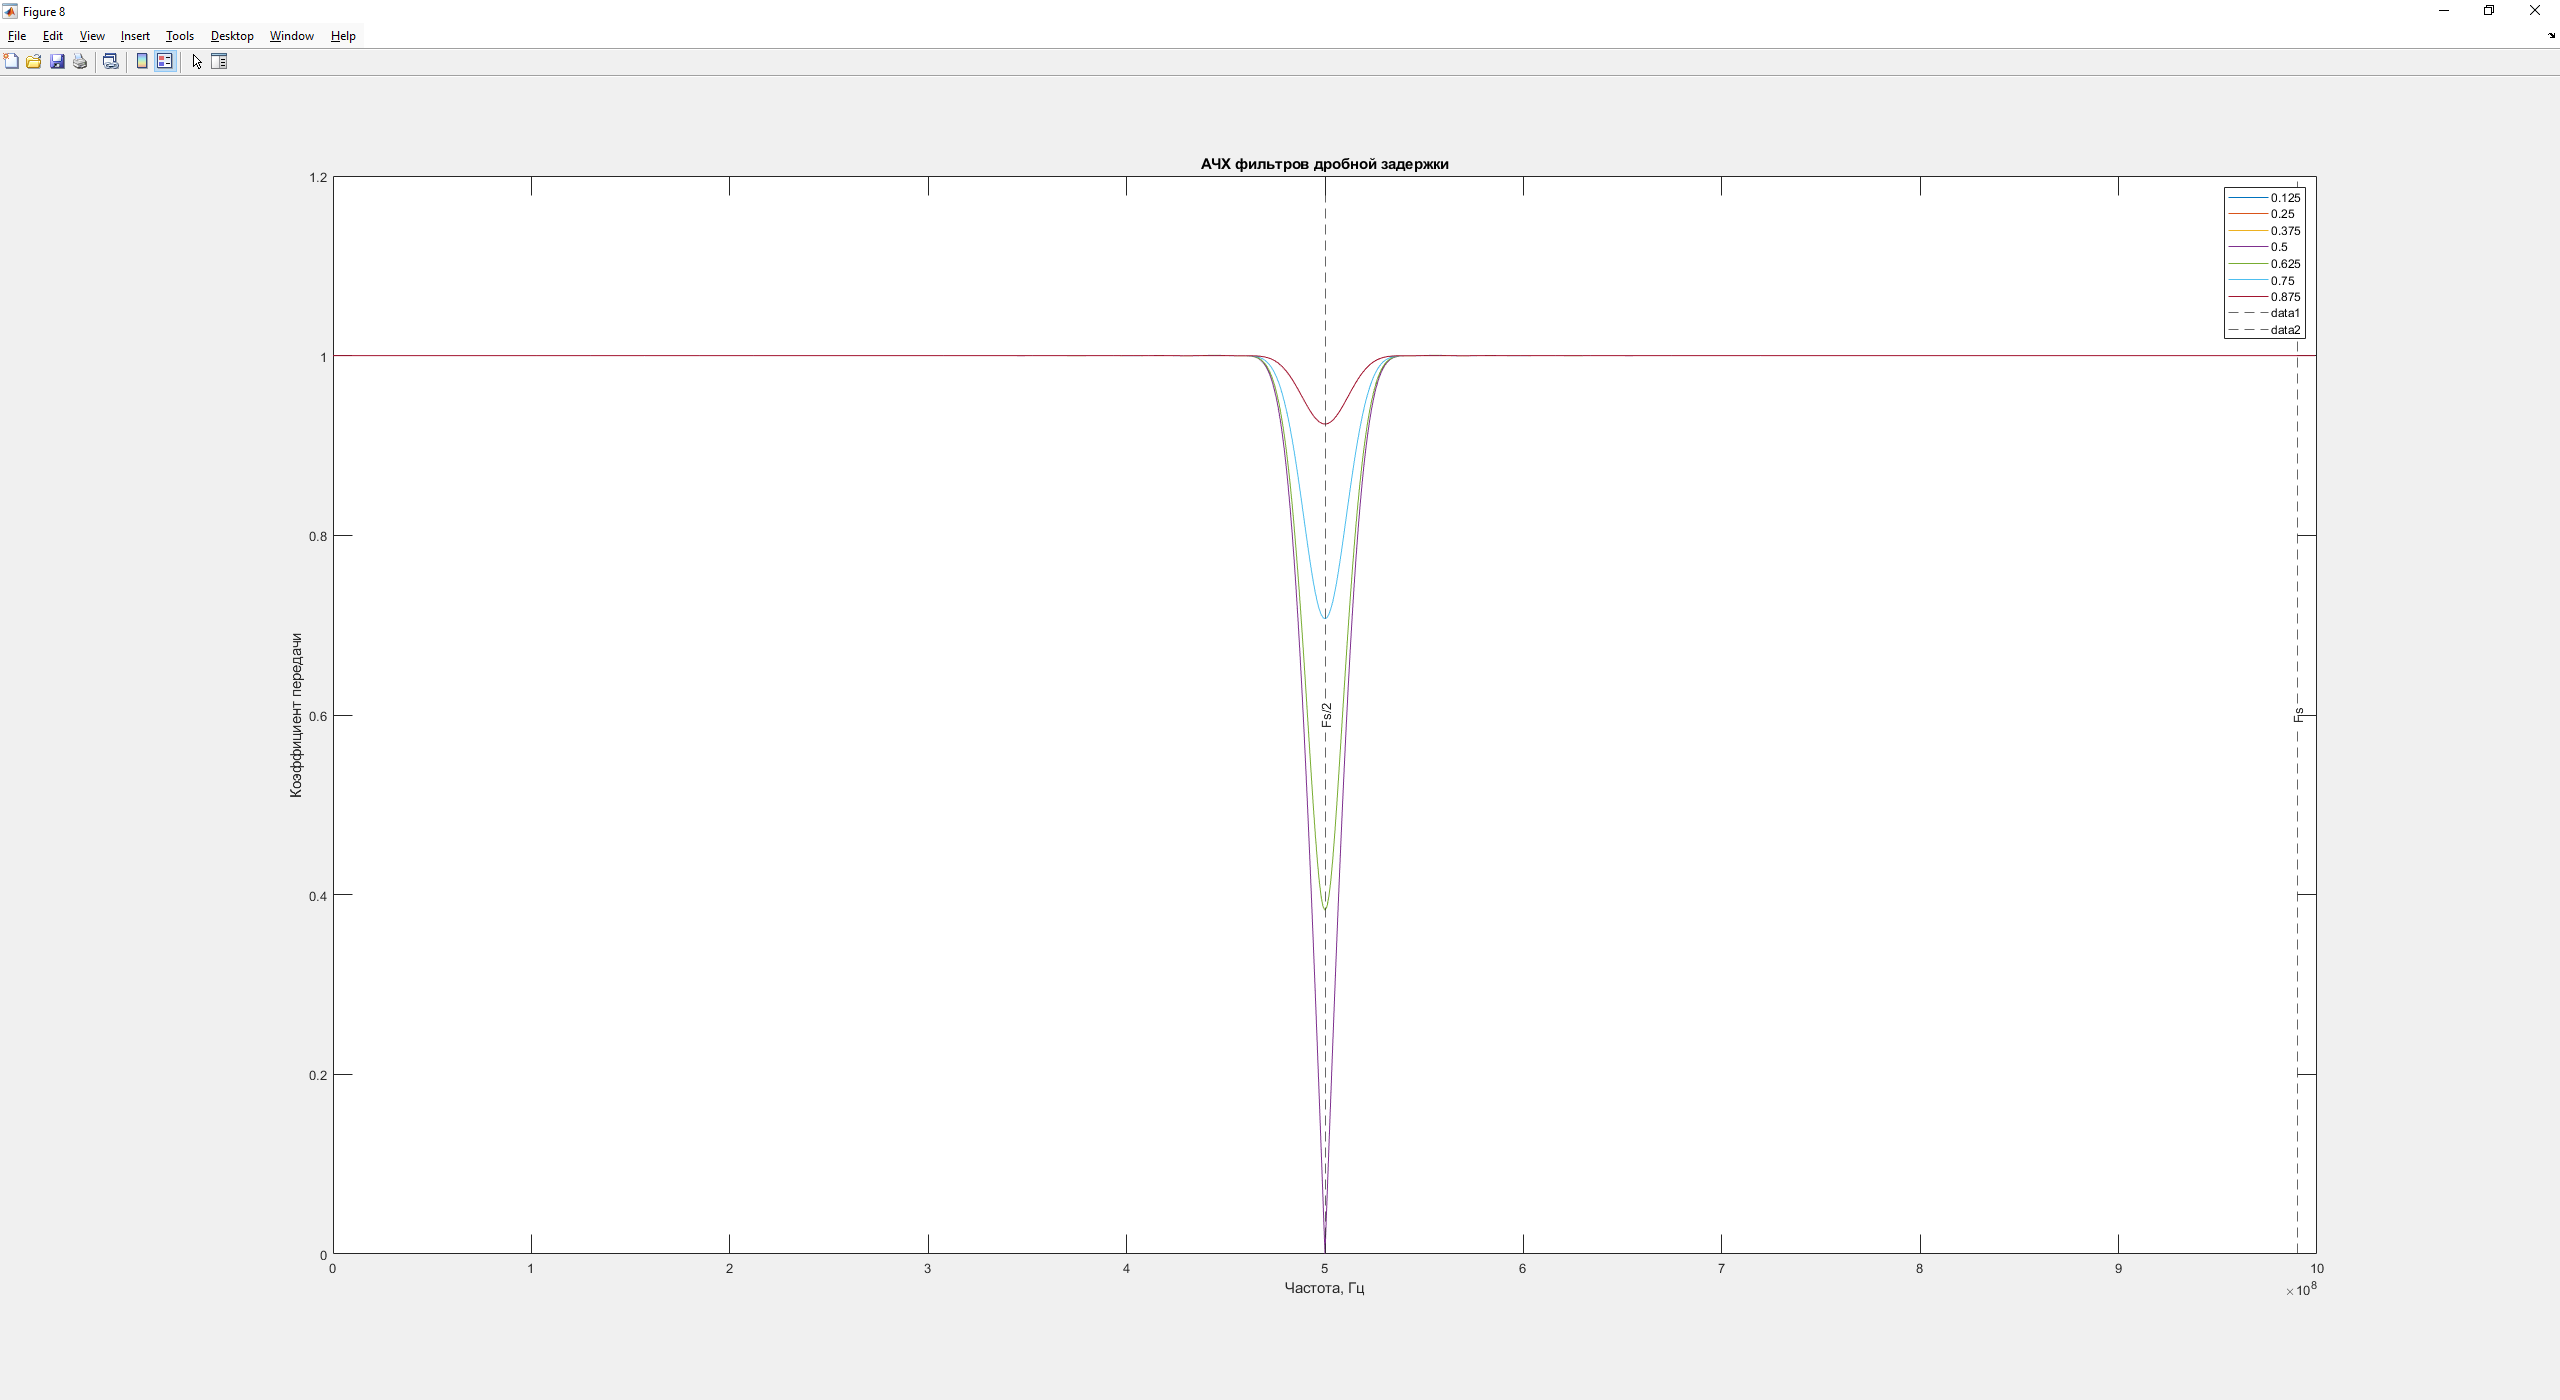 Figure 8
File Edit View Insert Tools Desktop Window Help
АЧХ фильтров дробной задержки
1.2
1
0.8
0.6
0.4
0.2
0
Коэффициент передачи
Fs/2
Fs
0.125
0.25
0.375
0.5
0.625
0.75
0.875
data1
data2
0 1 2 3 4 5 6 7 8 9 10
Частота, Гц
×10⁸